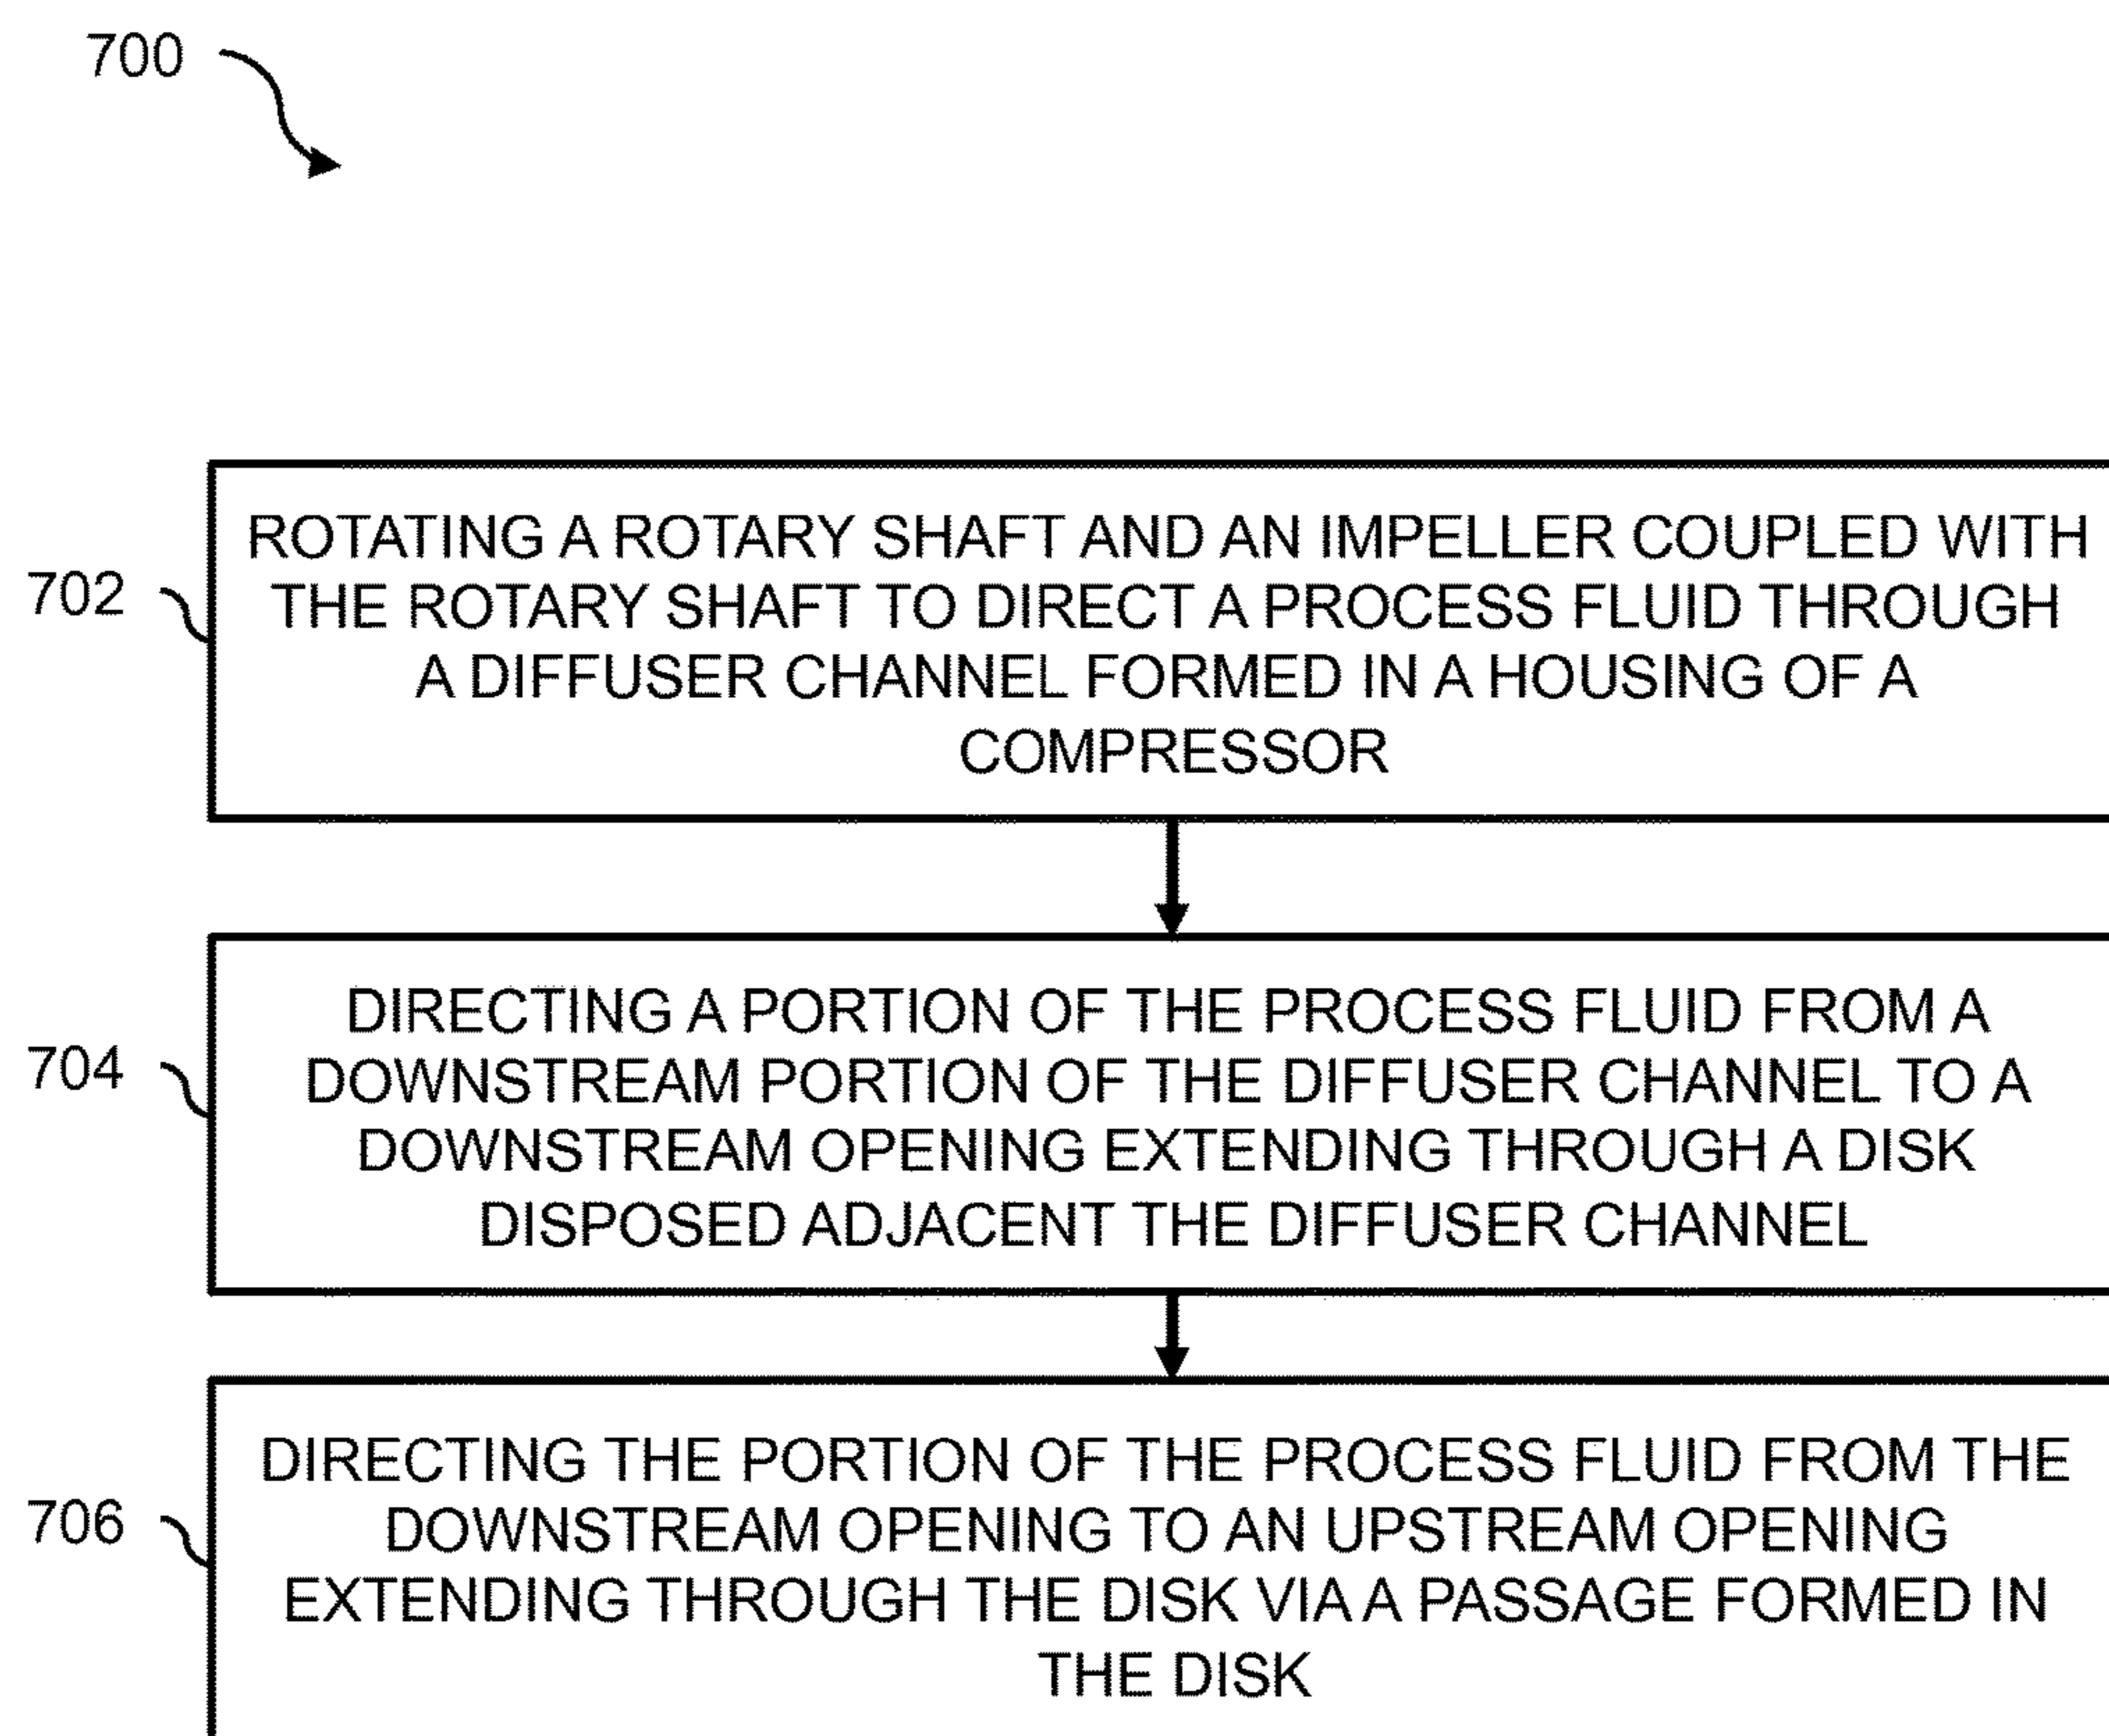 700
702
ROTATING A ROTARY SHAFT AND AN IMPELLER COUPLED WITH
THE ROTARY SHAFT TO DIRECT A PROCESS FLUID THROUGH
A DIFFUSER CHANNEL FORMED IN A HOUSING OF A
COMPRESSOR
704
DIRECTING A PORTION OF THE PROCESS FLUID FROM A
DOWNSTREAM PORTION OF THE DIFFUSER CHANNEL TO A
DOWNSTREAM OPENING EXTENDING THROUGH A DISK
DISPOSED ADJACENT THE DIFFUSER CHANNEL
706
DIRECTING THE PORTION OF THE PROCESS FLUID FROM THE
DOWNSTREAM OPENING TO AN UPSTREAM OPENING
EXTENDING THROUGH THE DISK VIA A PASSAGE FORMED IN
THE DISK